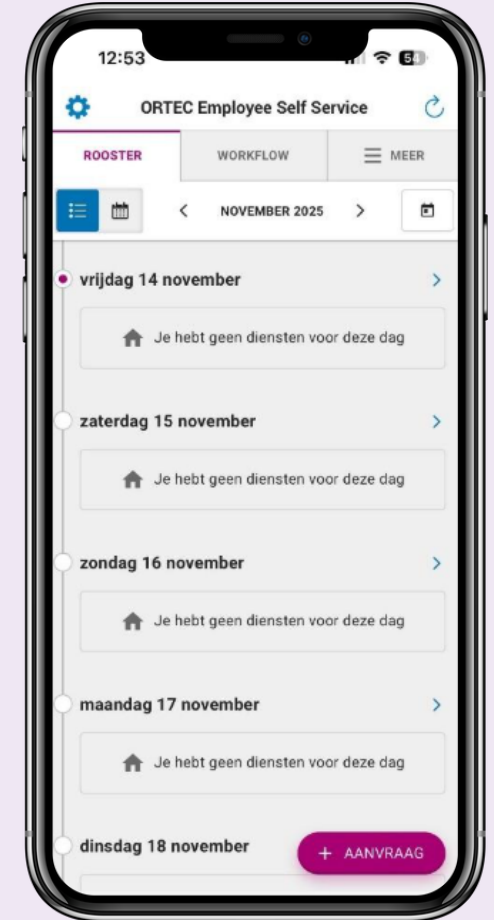 12:53
54
ORTEC Employee Self Service
ROOSTER
WORKFLOW
MEER
NOVEMBER 2025
vrijdag 14 november
Je hebt geen diensten voor deze dag
zaterdag 15 november
Je hebt geen diensten voor deze dag
zondag 16 november
Je hebt geen diensten voor deze dag
maandag 17 november
Je hebt geen diensten voor deze dag
dinsdag 18 november
+ AANVRAAG